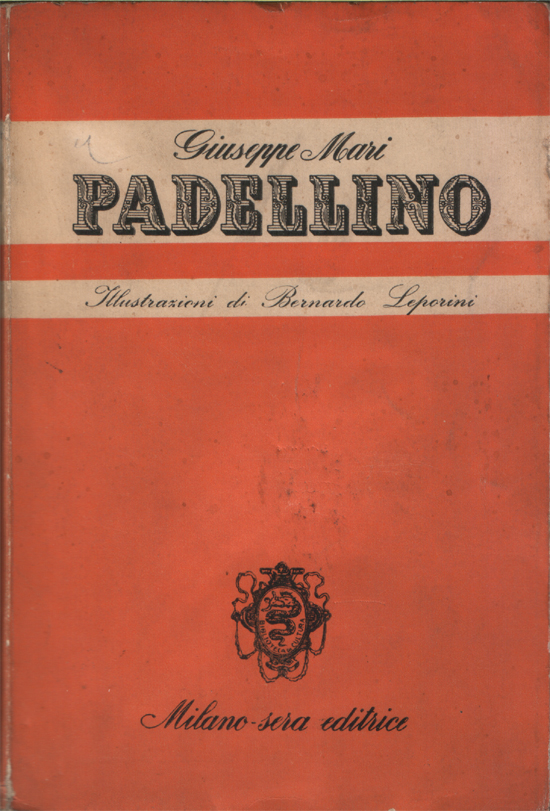 Giuseppe Mari
PADELLINO
Illustrazioni di Bernardo Leporini
Milano-sera editrice